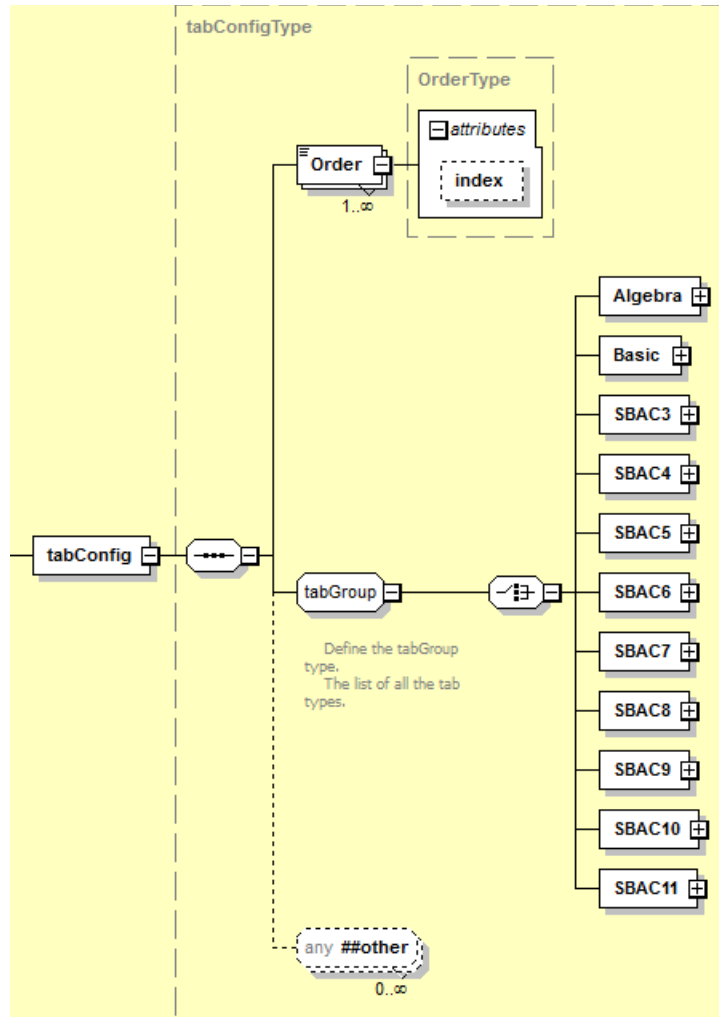 tabConfigType
OrderType
attributes
Order
index
1..∞
Algebra
Basic
SBAC3
SBAC4
SBAC5
tabConfig
tabGroup
SBAC6
Define the tabGroup
type.
The list of all the tab
types.
SBAC7
SBAC8
SBAC9
SBAC10
SBAC11
any ##other
0..∞